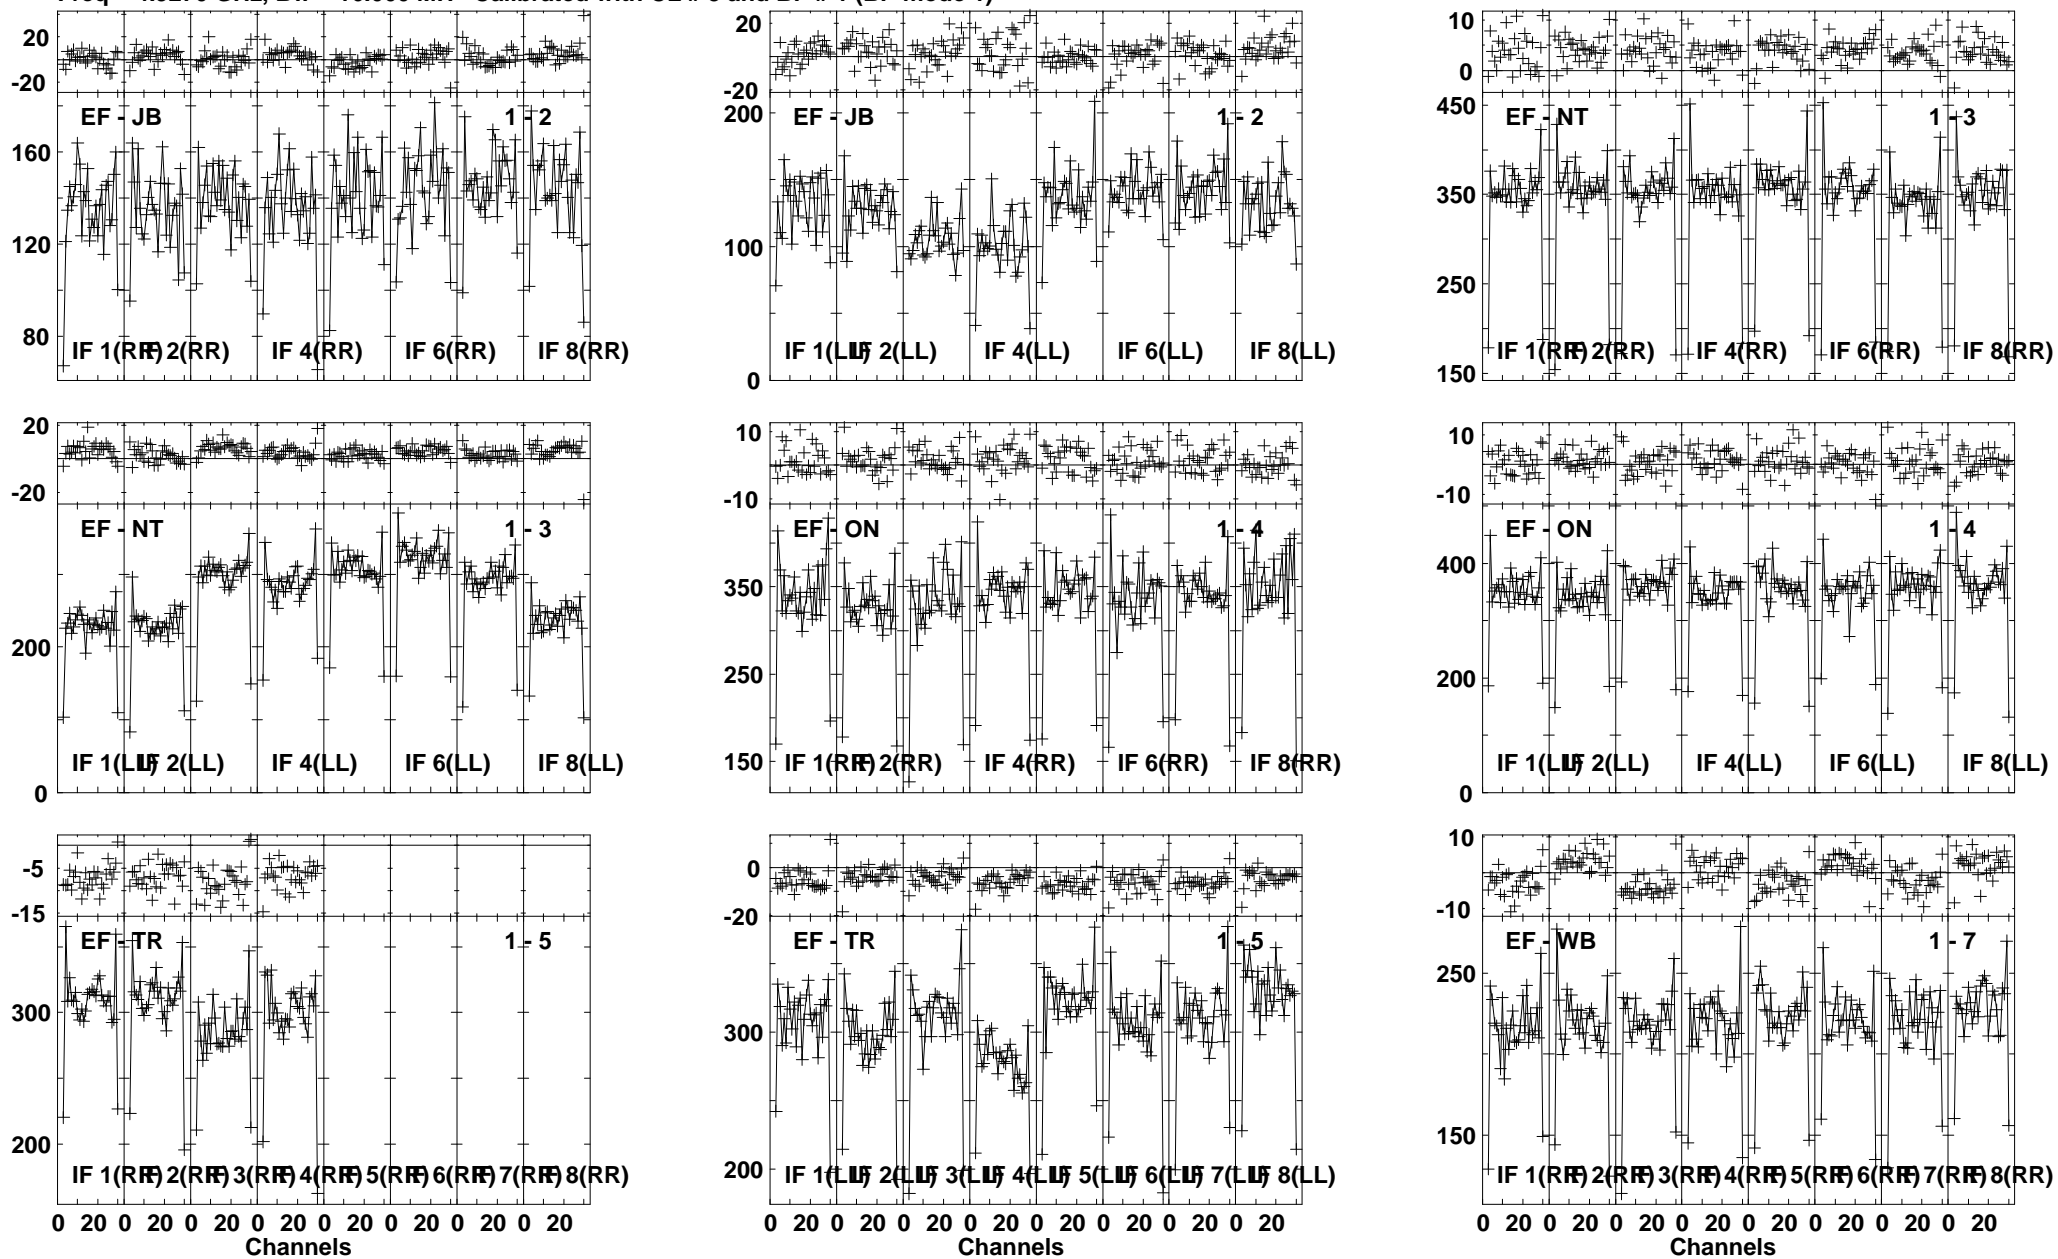 20
-20
EF - JB
1 - 2
160
120
80
IF 1(RR)
IF 2(RR)
IF 4(RR)
IF 6(RR)
IF 8(RR)
20
-20
200
EF - JB
1 - 2
100
0
IF 1(LL)
IF 2(LL)
IF 4(LL)
IF 6(LL)
IF 8(LL)
10
0
450
EF - NT
1 - 3
350
250
150
IF 1(RR)
IF 2(RR)
IF 4(RR)
IF 6(RR)
IF 8(RR)
20
-20
EF - NT
1 - 3
200
0
IF 1(LL)
IF 2(LL)
IF 4(LL)
IF 6(LL)
IF 8(LL)
10
-10
EF - ON
1 - 4
350
250
150
IF 1(RR)
IF 2(RR)
IF 4(RR)
IF 6(RR)
IF 8(RR)
10
-10
EF - ON
1 - 4
400
200
0
IF 1(LL)
IF 2(LL)
IF 4(LL)
IF 6(LL)
IF 8(LL)
-5
-15
EF - TR
1 - 5
300
200
IF 1(RR)
IF 2(RR)
IF 3(RR)
IF 4(RR)
IF 5(RR)
IF 6(RR)
IF 7(RR)
IF 8(RR)
0 20 0 20 0 20 0 20 0 20 0 20 0 20 0 20
Channels
0
-20
EF - TR
1 - 5
300
200
IF 1(LL)
IF 2(LL)
IF 3(LL)
IF 4(LL)
IF 5(LL)
IF 6(LL)
IF 7(LL)
IF 8(LL)
0 20 0 20 0 20 0 20 0 20 0 20 0 20 0 20
Channels
10
-10
EF - WB
1 - 7
250
150
IF 1(RR)
IF 2(RR)
IF 3(RR)
IF 4(RR)
IF 5(RR)
IF 6(RR)
IF 7(RR)
IF 8(RR)
0 20 0 20 0 20 0 20 0 20 0 20 0 20 0 20
Channels